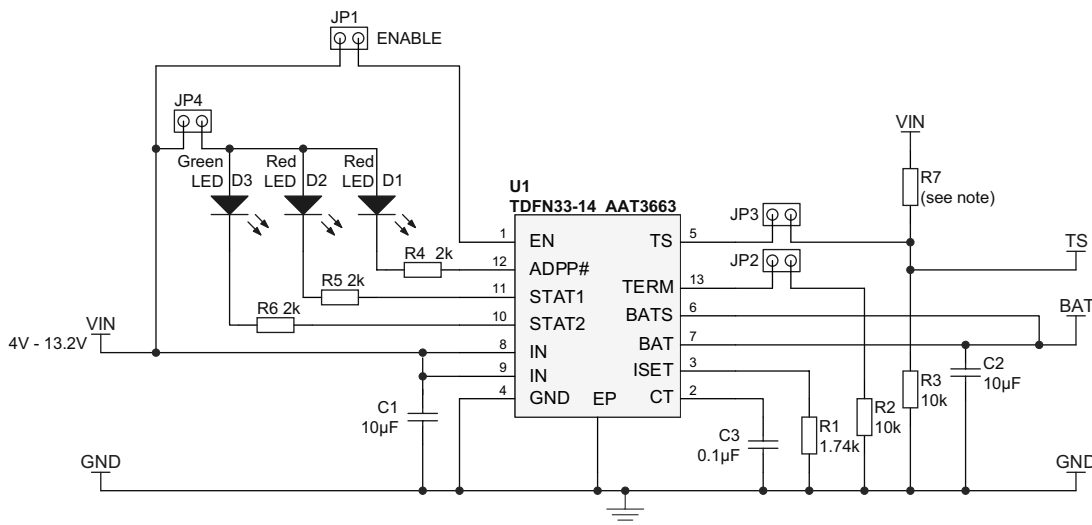 JP1
ENABLE
JP4
Green LED
D3
Red LED
D2
Red LED
D1
VIN
R7
(see note)
U1
TDFN33-14 AAT3663
1
EN
12
ADPP#
11
STAT1
10
STAT2
8
IN
9
IN
4
GND
EP
TS
5
TERM
13
BATS
6
BAT
7
ISET
3
CT
2
R4 2k
R5 2k
R6 2k
JP3
JP2
TS
BAT
VIN
4V - 13.2V
C1
10µF
C3
0.1µF
R1
1.74k
R2
10k
R3
10k
C2
10µF
GND
GND